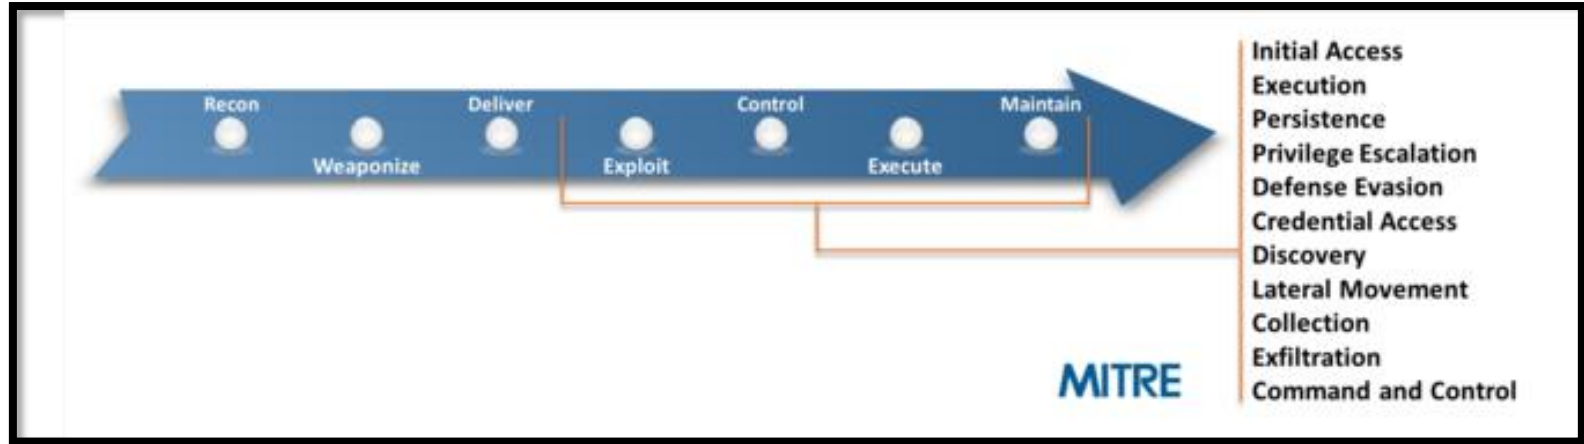 Recon
Weaponize
Deliver
Exploit
Control
Execute
Maintain
Initial Access
Execution
Persistence
Privilege Escalation
Defense Evasion
Credential Access
Discovery
Lateral Movement
Collection
Exfiltration
Command and Control
MITRE